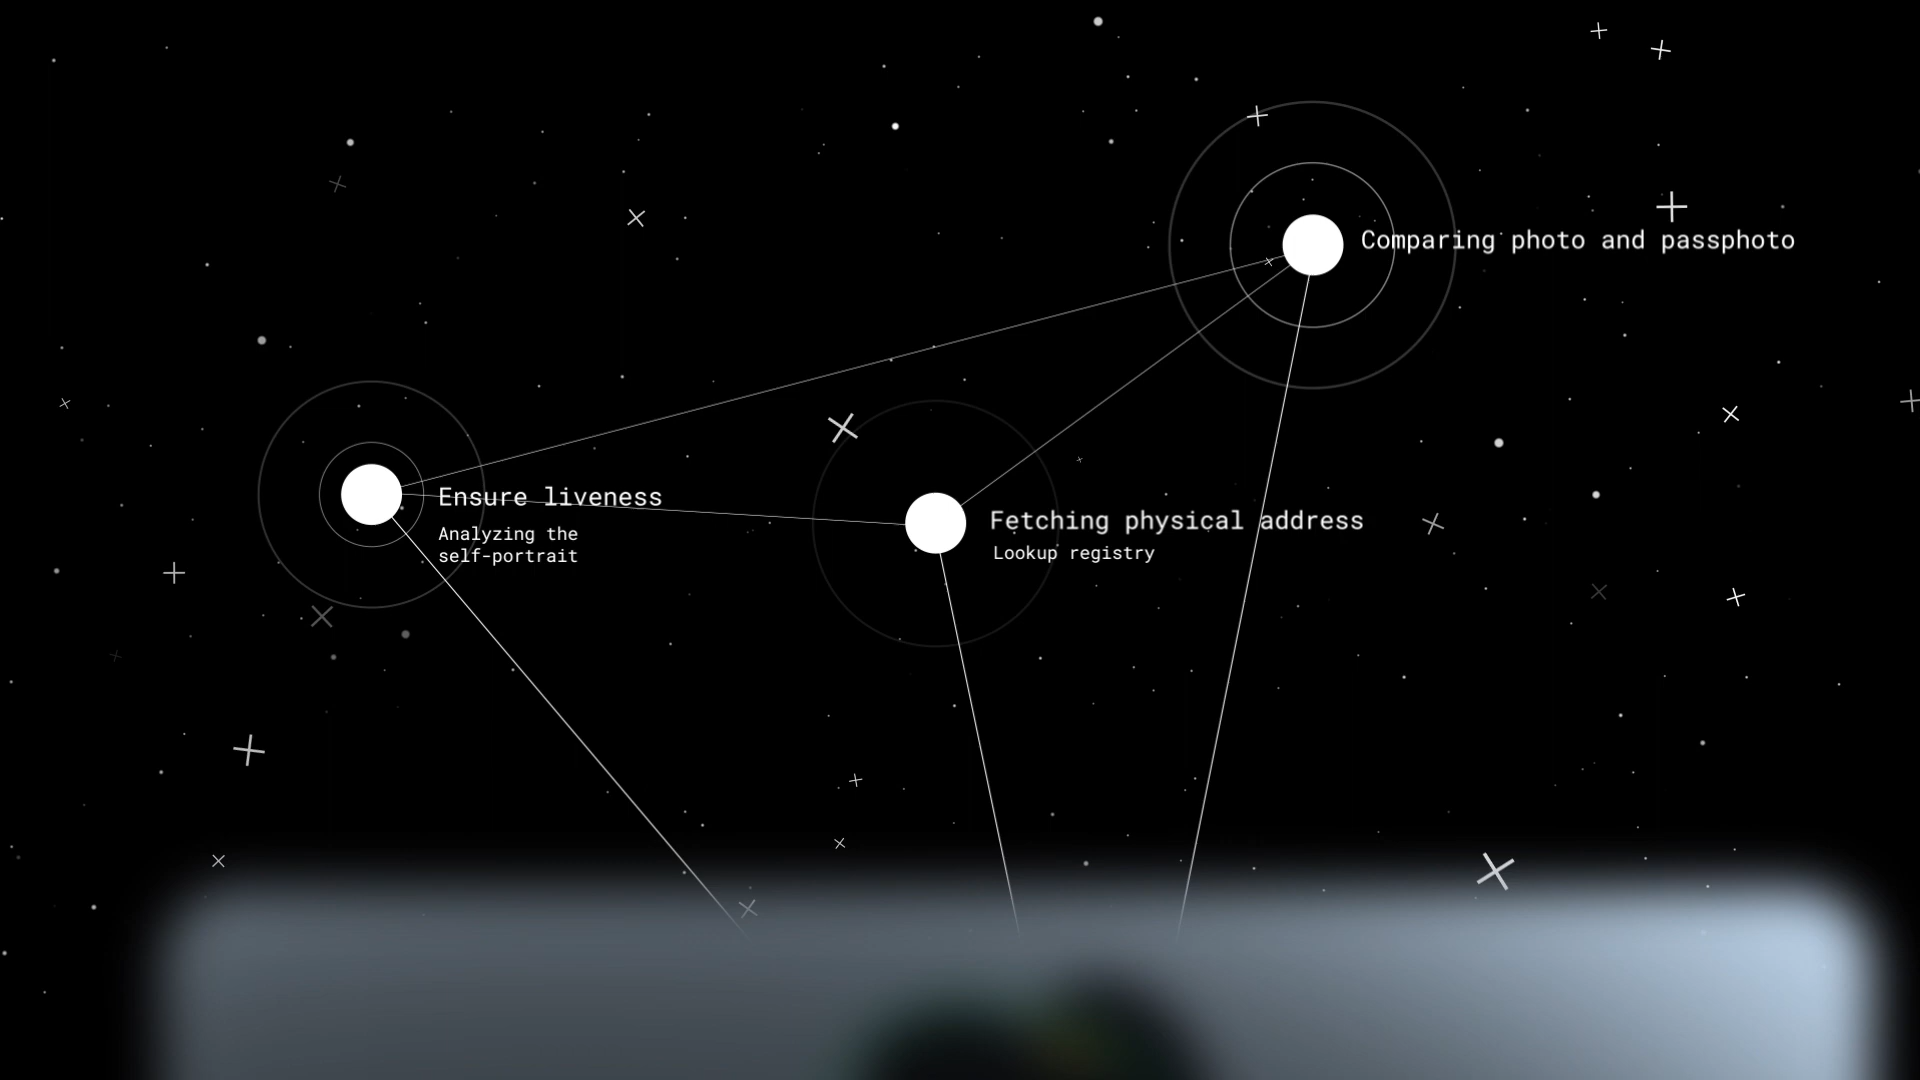 Comparing photo and passphoto
Ensure liveness
Analyzing the
self-portrait
Fetching physical address
Lookup registry